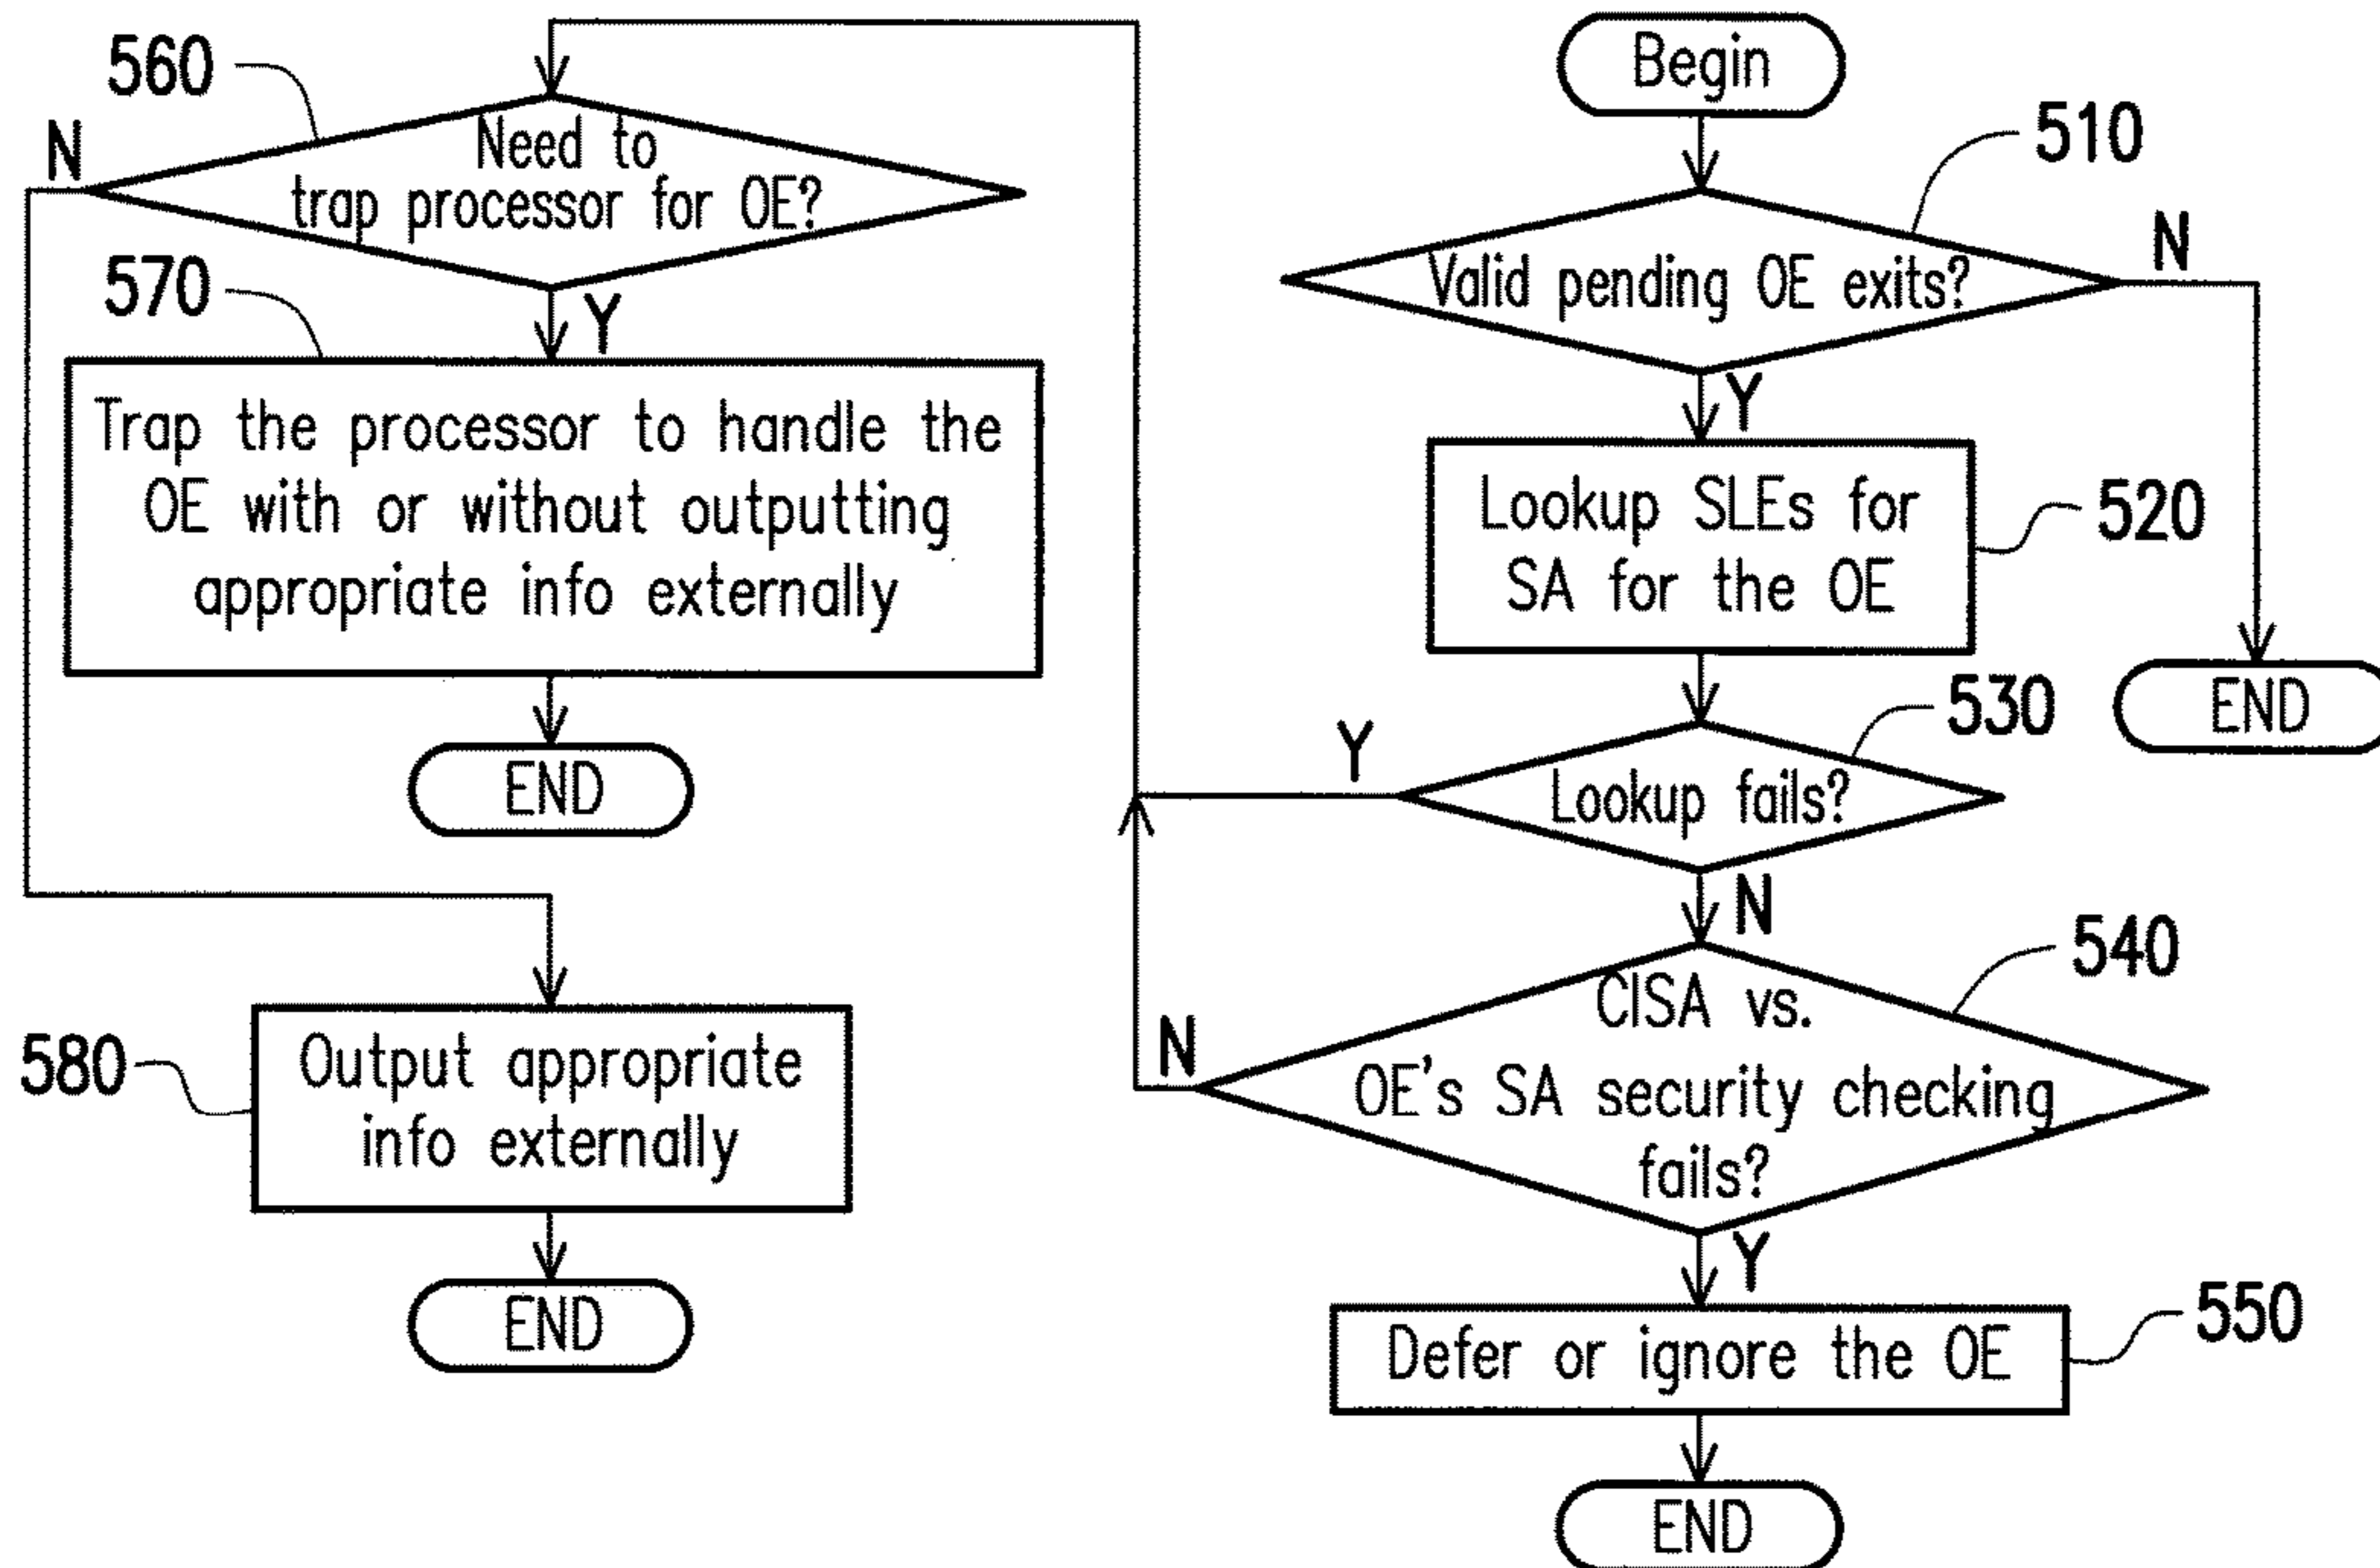 Begin
510
Valid pending OE exits?
N
Y
Lookup SLEs for
SA for the OE
520
END
530
Lookup fails?
Y
N
540
CISA vs.
OE's SA security checking
fails?
N
Y
Defer or ignore the OE
550
END
560
Need to
trap processor for OE?
N
Y
570
Trap the processor to handle the
OE with or without outputting
appropriate info externally
END
580
Output appropriate
info externally
END